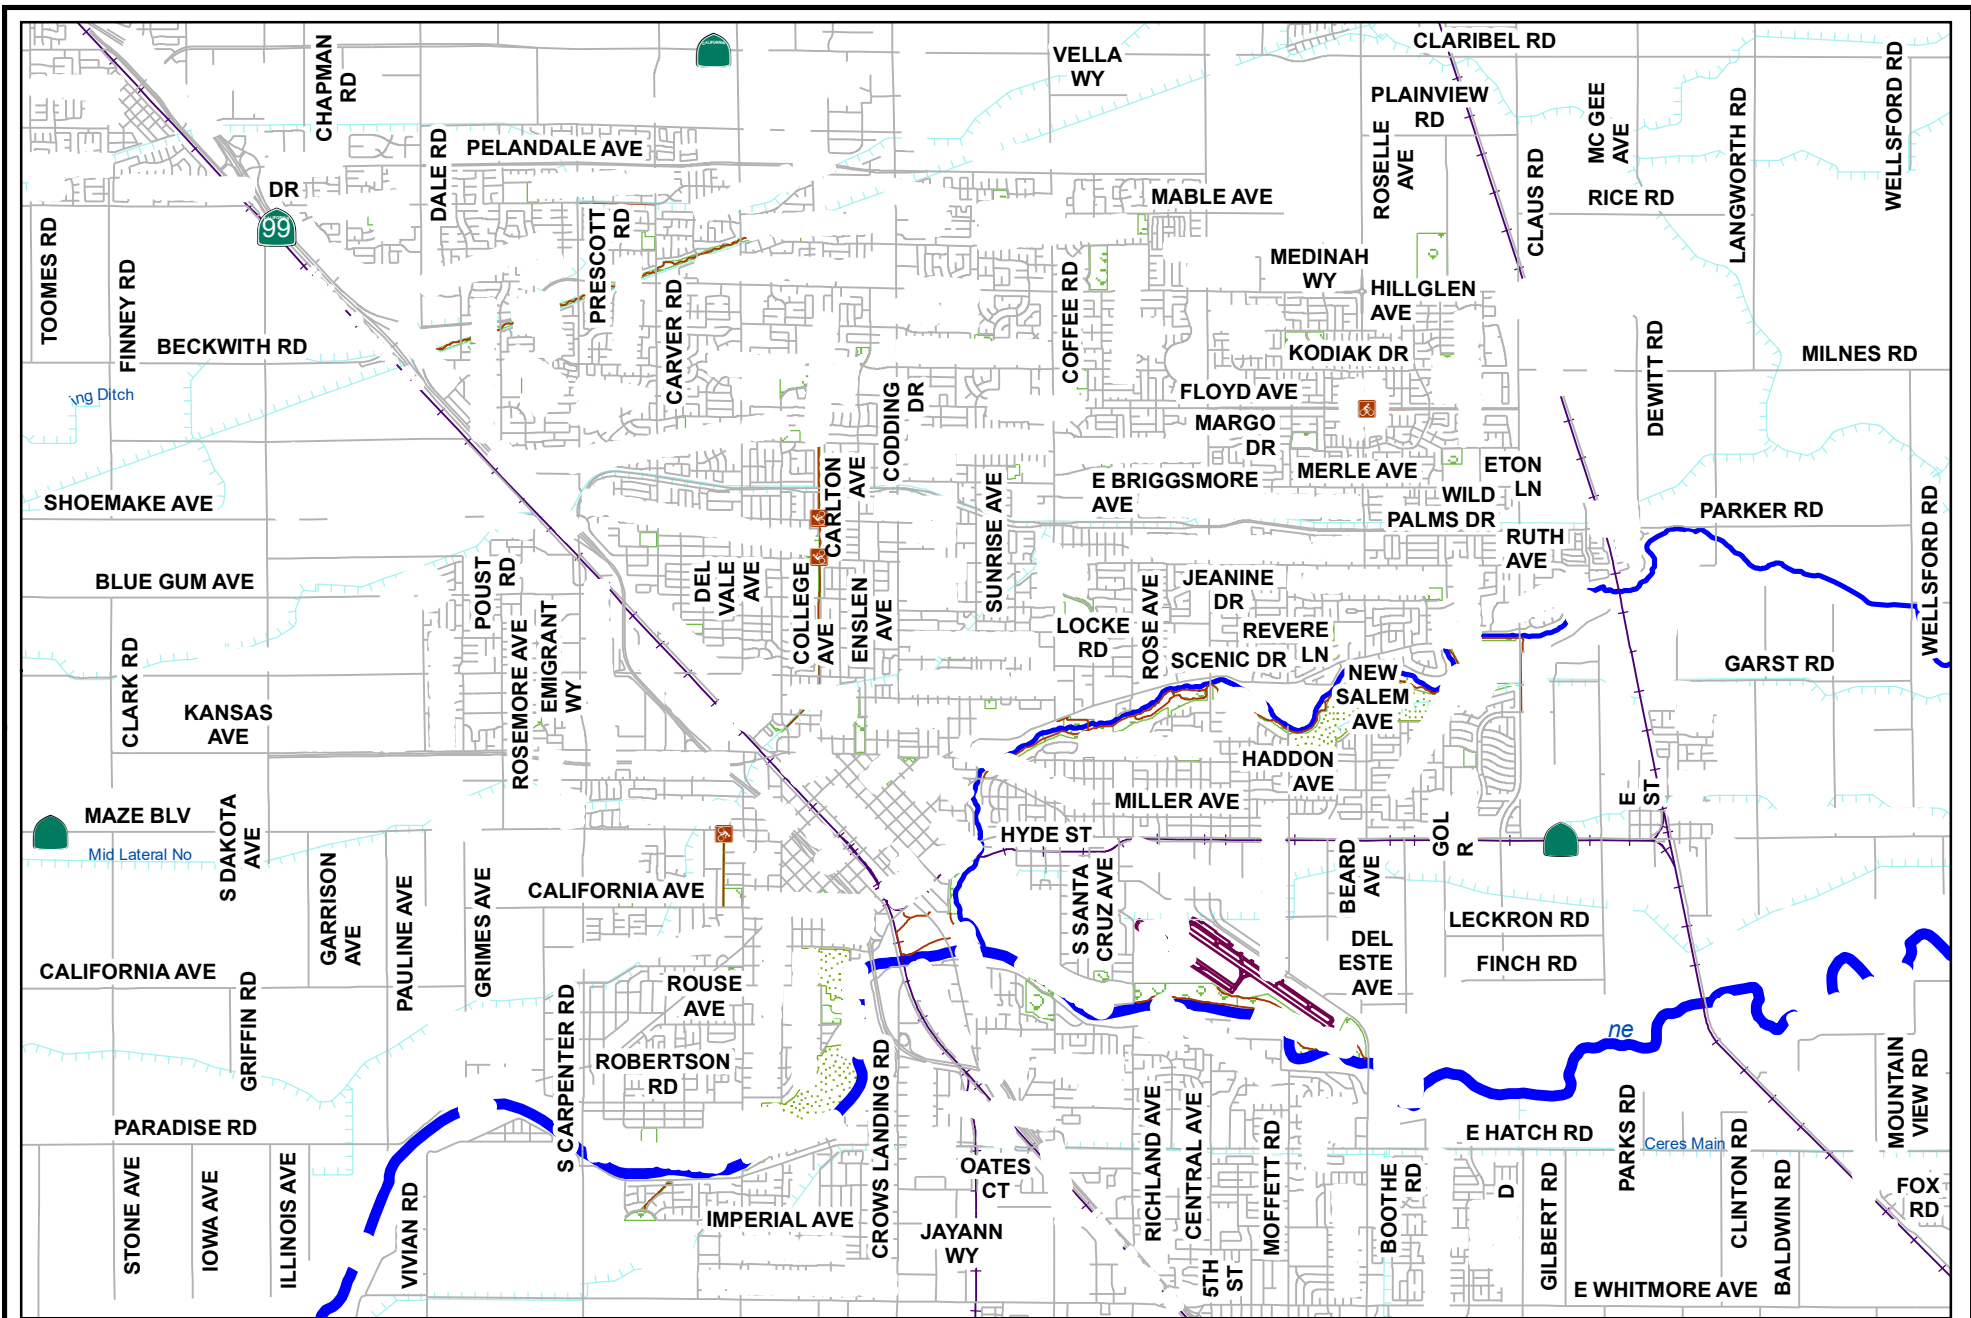 CLARIBEL RD
CHAPMAN
RD
VELLA
WY
PLAINVIEW
RD
MC GEE
AVE
LANGWORTH RD
WELLSFORD RD
DALE RD
PELANDALE AVE
ROSELLE
AVE
CLAUS RD
DR
99
MABLE AVE
RICE RD
TOOMES RD
FINNEY RD
PRESCOTT
RD
CARVER RD
COFFEE RD
MEDINAH
WY
HILLGLEN
AVE
BECKWITH RD
KODIAK DR
DEWITT RD
MILNES RD
ing Ditch
CODDING
DR
FLOYD AVE
MARGO
DR
MERLE AVE
ETON
LN
SHOEMAKE AVE
CARLTON
AVE
SUNRISE AVE
E BRIGGSMORE
AVE
WILD
PALMS DR
PARKER RD
WELLSFORD RD
RUTH
AVE
BLUE GUM AVE
POUST
RD
DEL
VALE
AVE
COLLEGE
AVE
ENSLEN
AVE
JEANINE
DR
ROSE AVE
LOCKE
RD
REVERE
LN
SCENIC DR
NEW
SALEM
AVE
GARST RD
CLARK RD
KANSAS
AVE
ROSEMORE AVE
EMIGRANT
WY
HADDON
AVE
MILLER AVE
E
ST
MAZE BLV
Mid Lateral No
S DAKOTA
AVE
HYDE ST
GOL
R
BEARD
AVE
S SANTA
CRUZ AVE
GARRISON
AVE
PAULINE AVE
GRIMES AVE
CALIFORNIA AVE
LECKRON RD
DEL
ESTE
AVE
FINCH RD
CALIFORNIA AVE
GRIFFIN RD
S CARPENTER RD
ROUSE
AVE
ROBERTSON
RD
CROWS LANDING RD
ne
MOUNTAIN
VIEW RD
PARADISE RD
RICHLAND AVE
CENTRAL AVE
MOFFETT RD
E HATCH RD
PARKS RD
Ceres Main
CLINTON RD
STONE AVE
IOWA AVE
ILLINOIS AVE
VIVIAN RD
IMPERIAL AVE
OATES
CT
JAYANN
WY
5TH
ST
BOOTHE
RD
D
GILBERT RD
BALDWIN RD
FOX
RD
E WHITMORE AVE